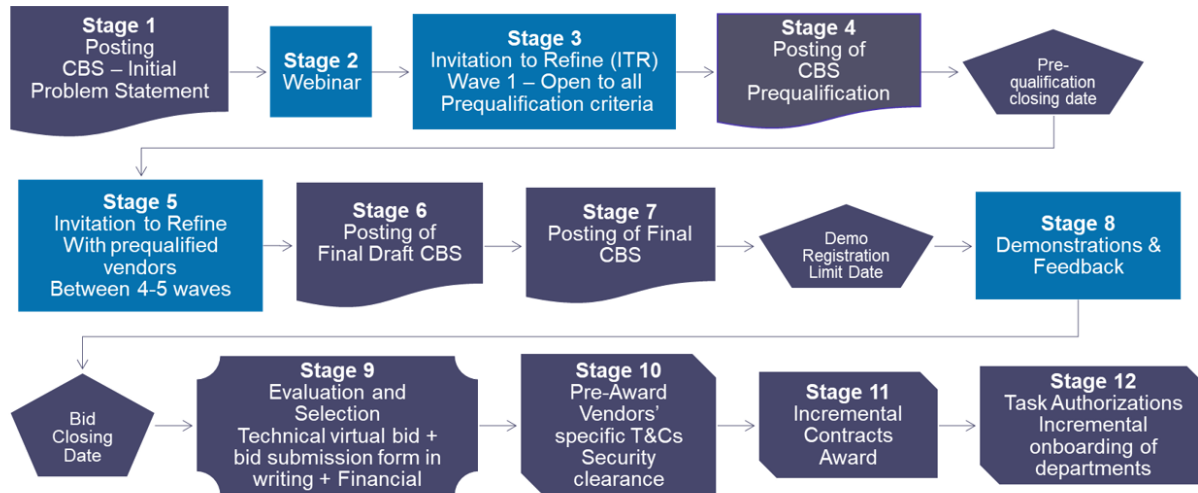 Stage 1
Posting
CBS – Initial
Problem Statement
Stage 2
Webinar
Stage 3
Invitation to Refine (ITR)
Wave 1 – Open to all
Prequalification criteria
Stage 4
Posting of
CBS
Prequalification
Pre-
qualification
closing date
Stage 5
Invitation to Refine
With prequalified
vendors
Between 4-5 waves
Stage 6
Posting of
Final Draft CBS
Stage 7
Posting of Final
CBS
Demo
Registration
Limit Date
Stage 8
Demonstrations &
Feedback
Bid
Closing
Date
Stage 9
Evaluation and
Selection
Technical virtual bid +
bid submission form in
writing + Financial
Stage 10
Pre-Award
Vendors’
specific T&Cs
Security
clearance
Stage 11
Incremental
Contracts
Award
Stage 12
Task Authorizations
Incremental
onboarding of
departments